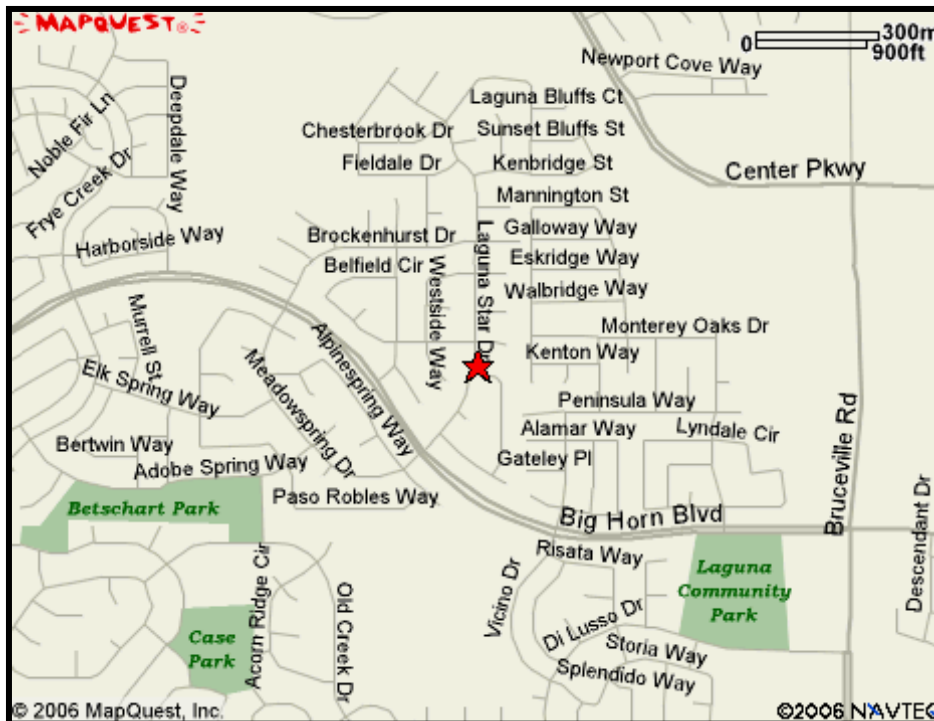 MAPQUEST
0 300m
900ft
Newport Cove Way
Deepdale Way
Noble Fir Ln
Laguna Bluffs Ct
Chesterbrook Dr
Sunset Bluffs St
Fieldale Dr
Kenbridge St
Center Pkwy
Frye Creek Dr
Mannington St
Harborside Way
Brockenhurst Dr
Laguna Star Dr
Galloway Way
Belfield Cir
Westside Way
Eskridge Way
Walbridge Way
Murrell St
Alpinespring Way
Monterey Oaks Dr
Kenton Way
Elk Spring Way
Meadowspring Dr
Peninsula Way
Bruceville Rd
Bertwin Way
Alamar Way
Lyndale Cir
Adobe Spring Way
Gateley Pl
Paso Robles Way
Betschart Park
Big Horn Blvd
Descendant Dr
Risata Way
Acorn Ridge Cir
Old Creek Dr
Vicino Dr
Laguna
Community
Park
Di Lusso Dr
Case
Park
Storia Way
Splendido Way
© 2006 MapQuest, Inc.
©2006 NAVTEQ